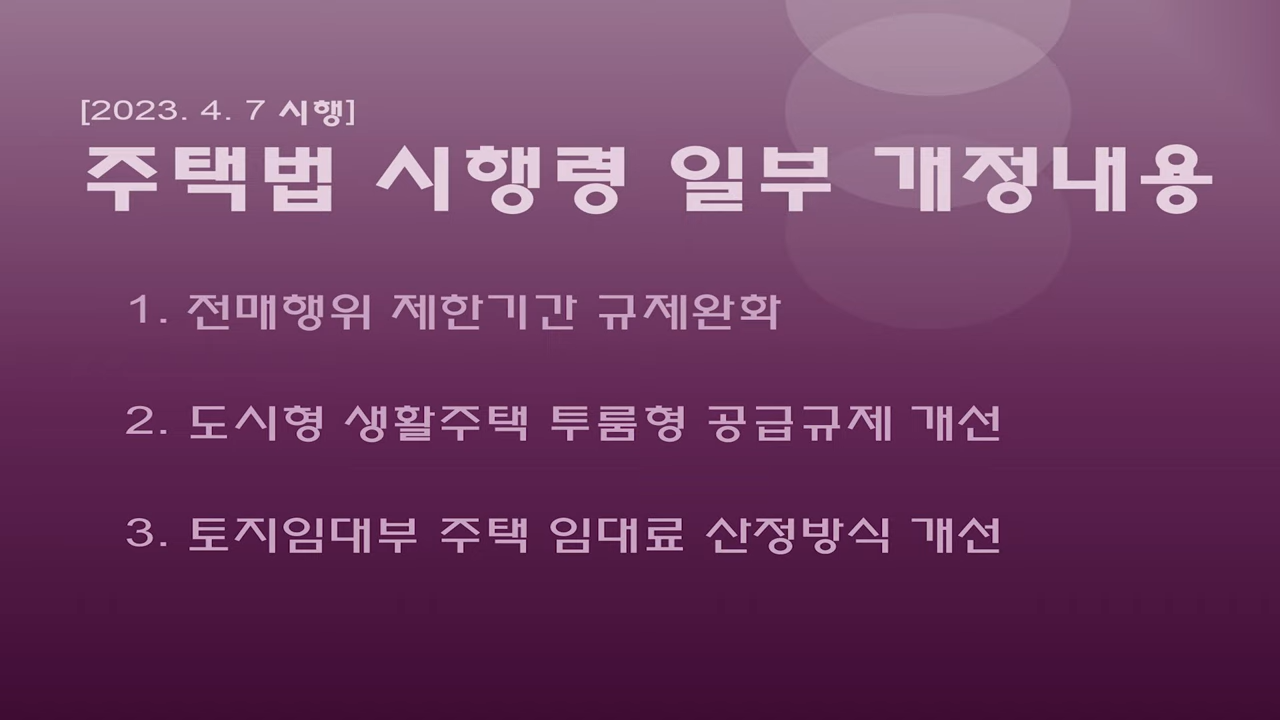 [2023. 4. 7 시행]
주택법 시행령 일부 개정내용
1. 전매행위 제한기간 규제완화
2. 도시형 생활주택 투룸형 공급규제 개선
3. 토지임대부 주택 임대료 산정방식 개선